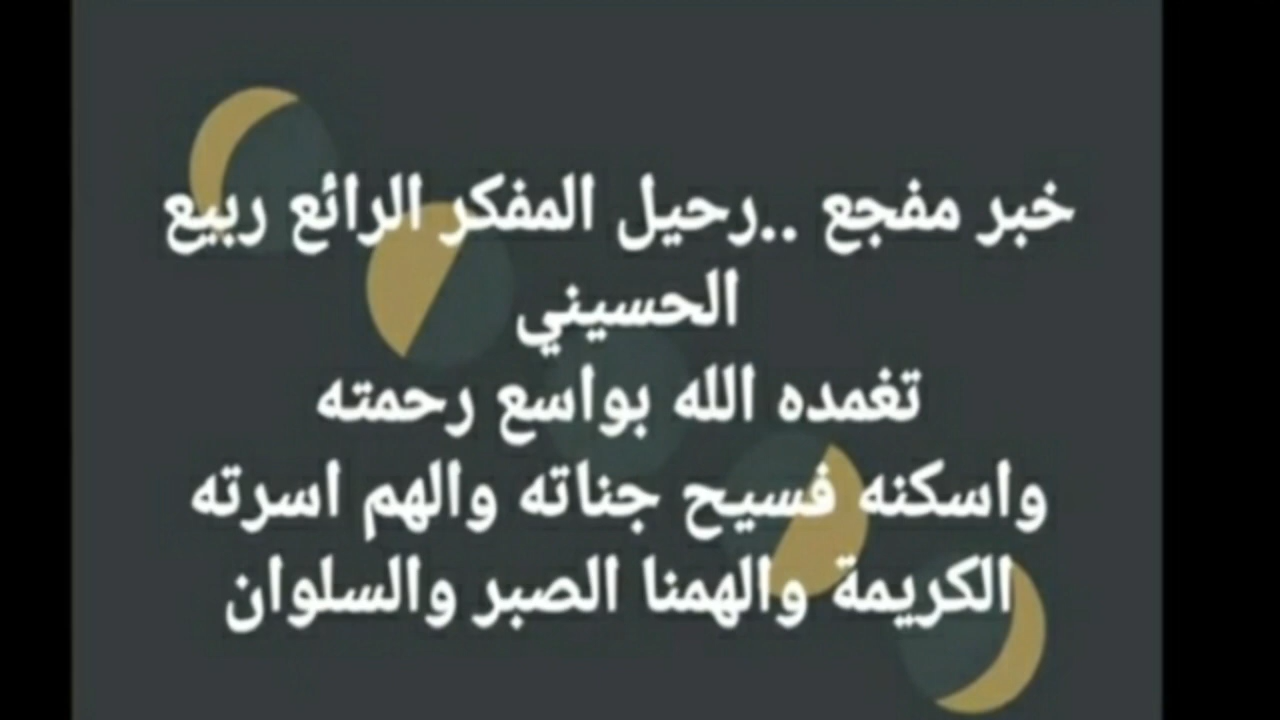 خبر مفجع ..رحيل المفكر الرائع ربيع
الحسيني
تغمده الله بواسع رحمته
واسكنه فسيح جناته والهم اسرته
الكريمة والهمنا الصبر والسلوان